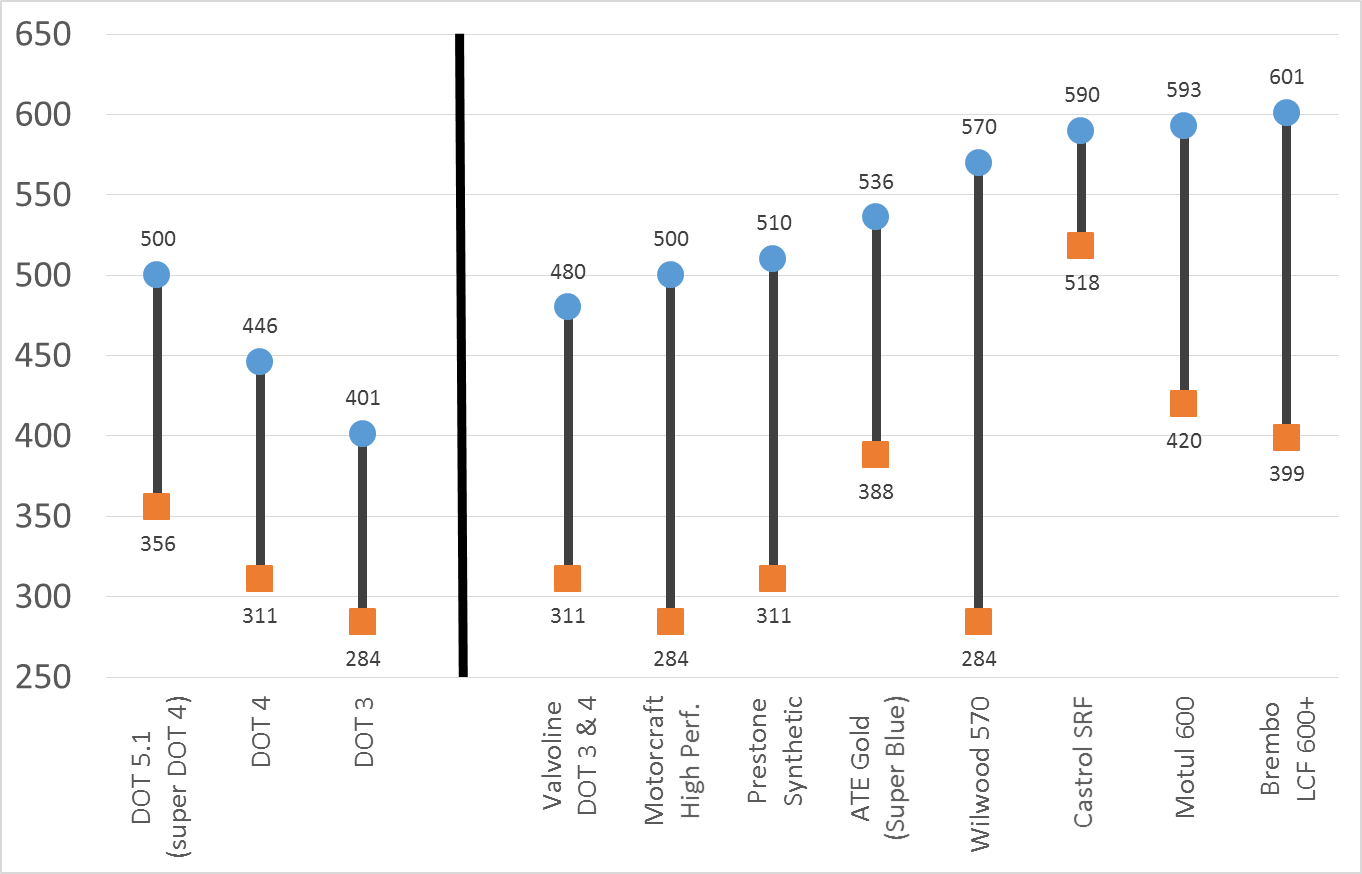 650
600
550
500
450
400
350
300
250
500
446
401
480
500
510
536
570
590
593
601
356
311
284
311
284
311
388
284
518
420
399
DOT 5.1
(super DOT 4)
DOT 4
DOT 3
Valvoline
DOT 3 & 4
Motorcraft
High Perf.
Prestone
Synthetic
ATE Gold
(Super Blue)
Wilwood 570
Castrol SRF
Motul 600
Brembo
LCF 600+